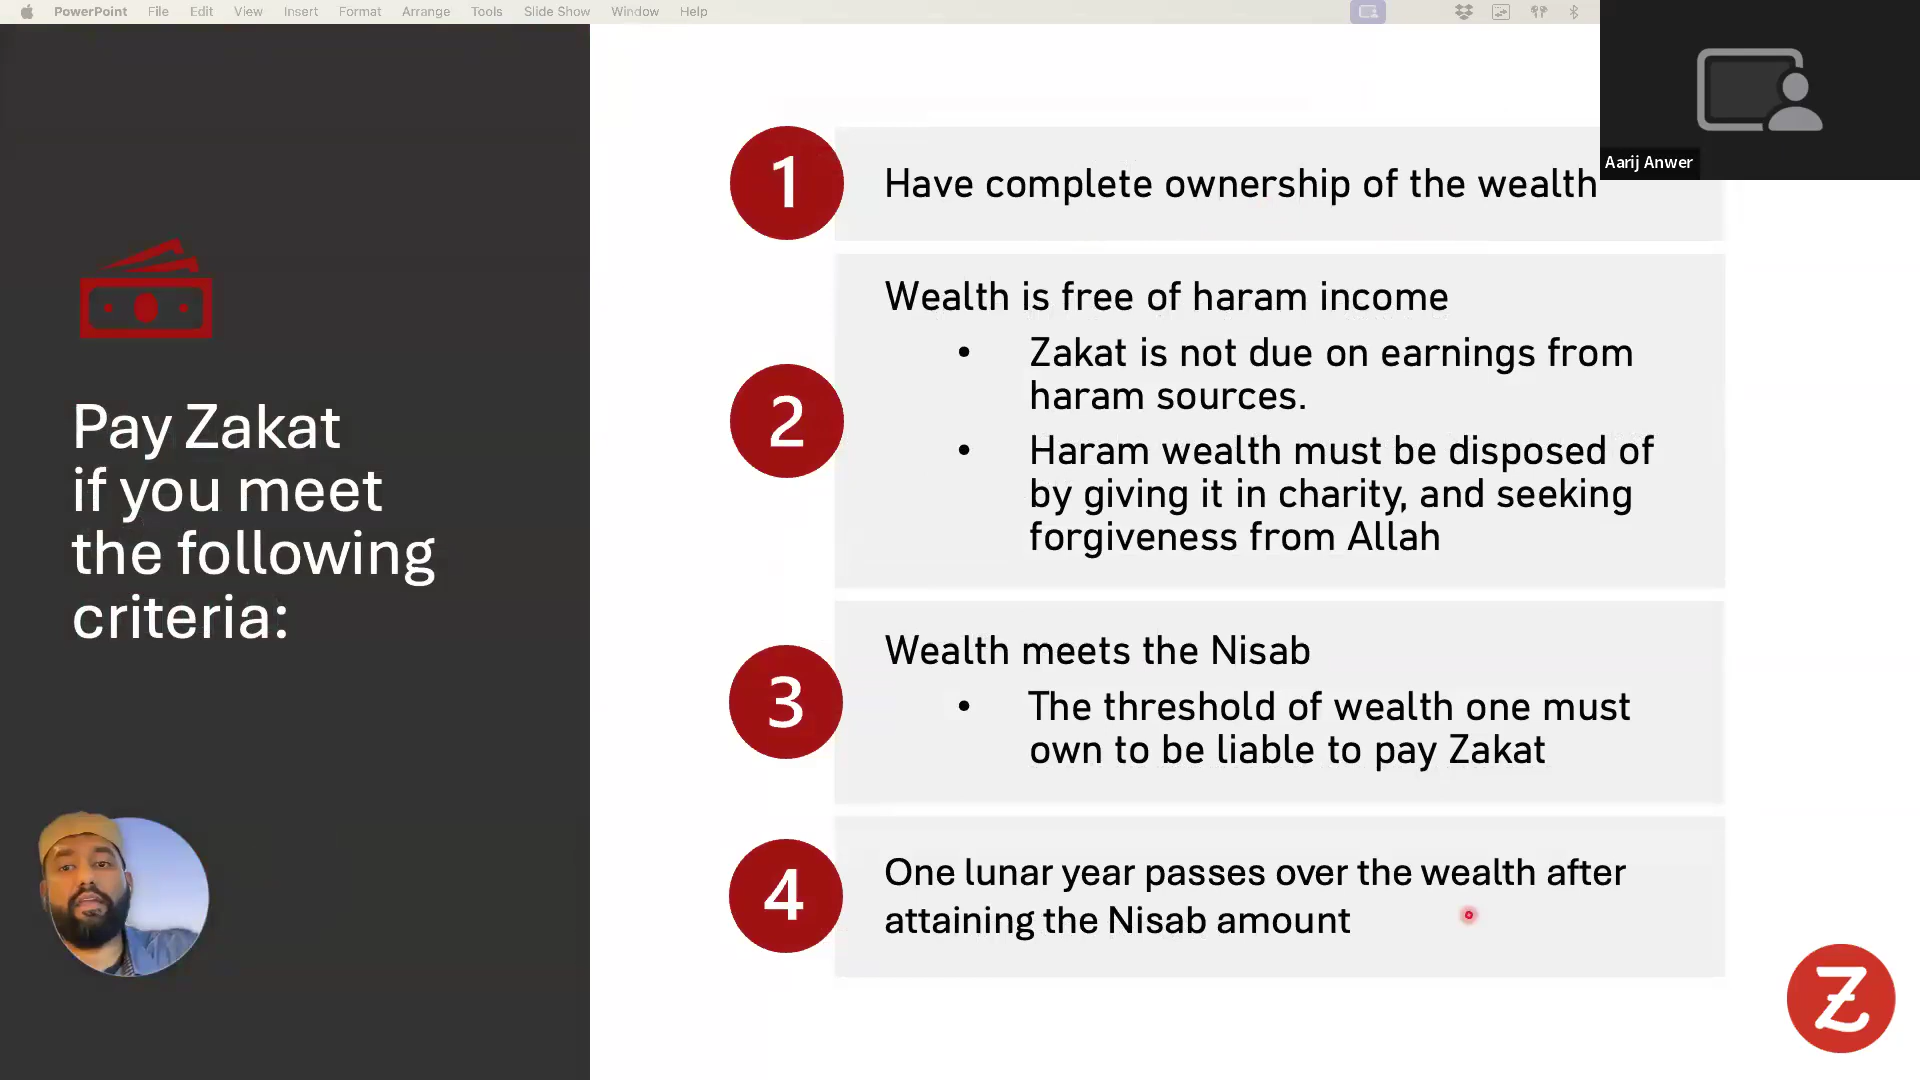 PowerPoint File Edit View Insert Format Arrange Tools Slide Show Window Help
Aarij Anwer
Pay Zakat
if you meet
the following
criteria:
1
Have complete ownership of the wealth
2
Wealth is free of haram income
• Zakat is not due on earnings from
haram sources.
• Haram wealth must be disposed of
by giving it in charity, and seeking
forgiveness from Allah
3
Wealth meets the Nisab
• The threshold of wealth one must
own to be liable to pay Zakat
4
One lunar year passes over the wealth after
attaining the Nisab amount
Z